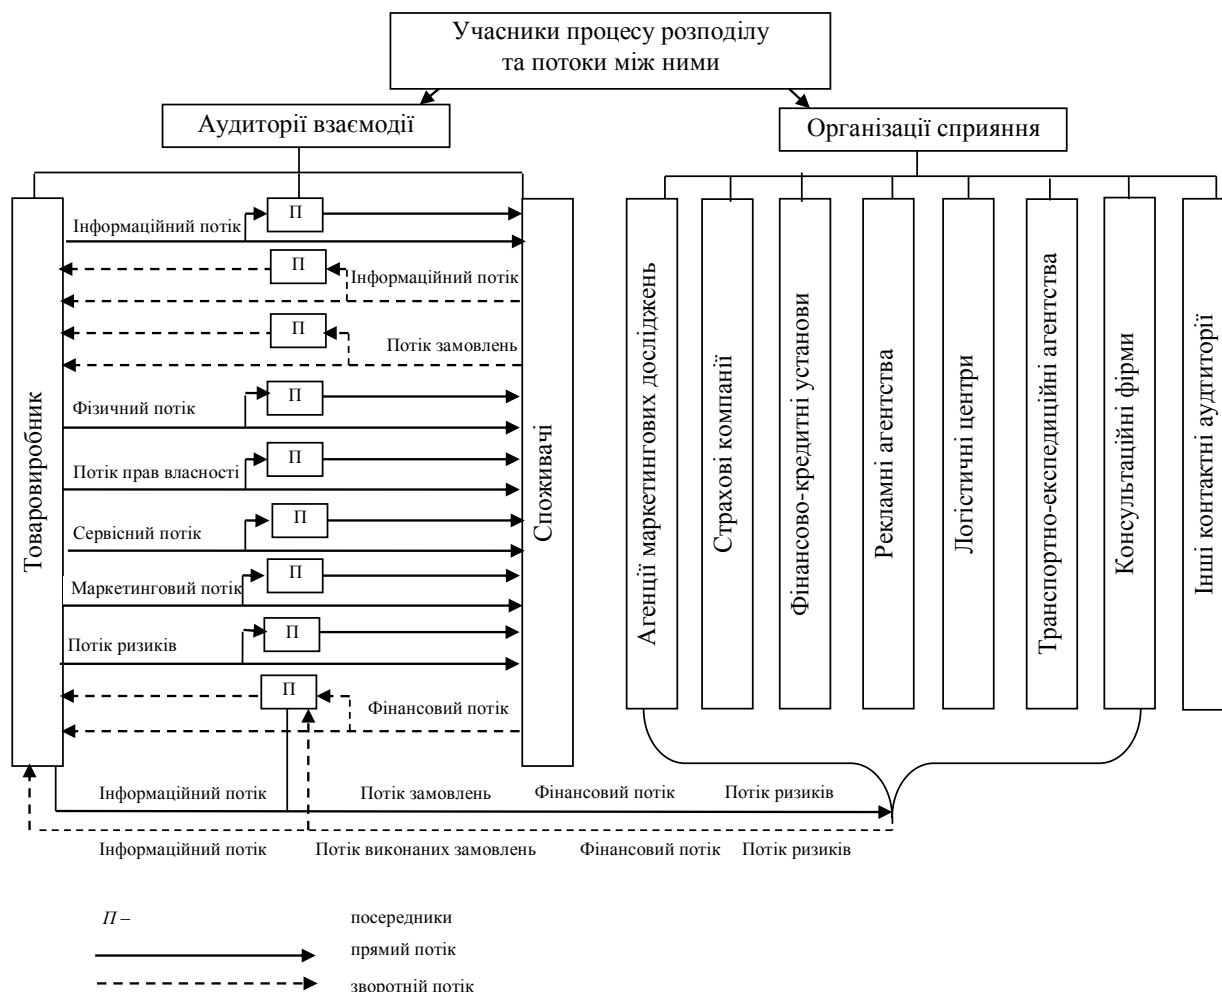 Учасники процесу розподілу
та потоки між ними
Аудиторії взаємодії
Організації сприяння
Товаровиробник
П
Інформаційний потік
П
Інформаційний потік
П
Потік замовлень
П
Фізичний потік
П
Потік прав власності
П
Сервісний потік
П
Маркетинговий потік
П
Потік ризиків
П
Фінансовий потік
Споживачі
Агенції маркетингових досліджень
Страхові компанії
Фінансово-кредитні установи
Рекламні агентства
Логістичні центри
Транспортно-експедиційні агентства
Консультаційні фірми
Інші контактні аудтиторії
Інформаційний потік Потік замовлень Фінансовий потік Потік ризиків
Інформаційний потік Потік виконаних замовлень Фінансовий потік Потік ризиків
П – посередники
прямий потік
зворотній потік